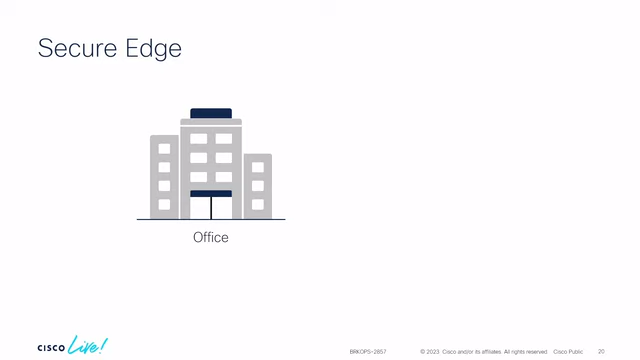 Secure Edge
Office
CISCO Live!
BRKOPS-2857
© 2023 Cisco and/or its affiliates. All rights reserved. Cisco Public
20